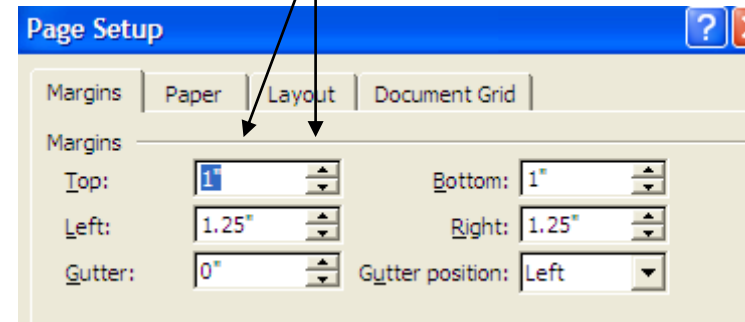 Page Setup ?
Margins Paper Layout Document Grid
Margins
Top: 1" Bottom: 1"
Left: 1.25" Right: 1.25"
Gutter: 0" Gutter position: Left